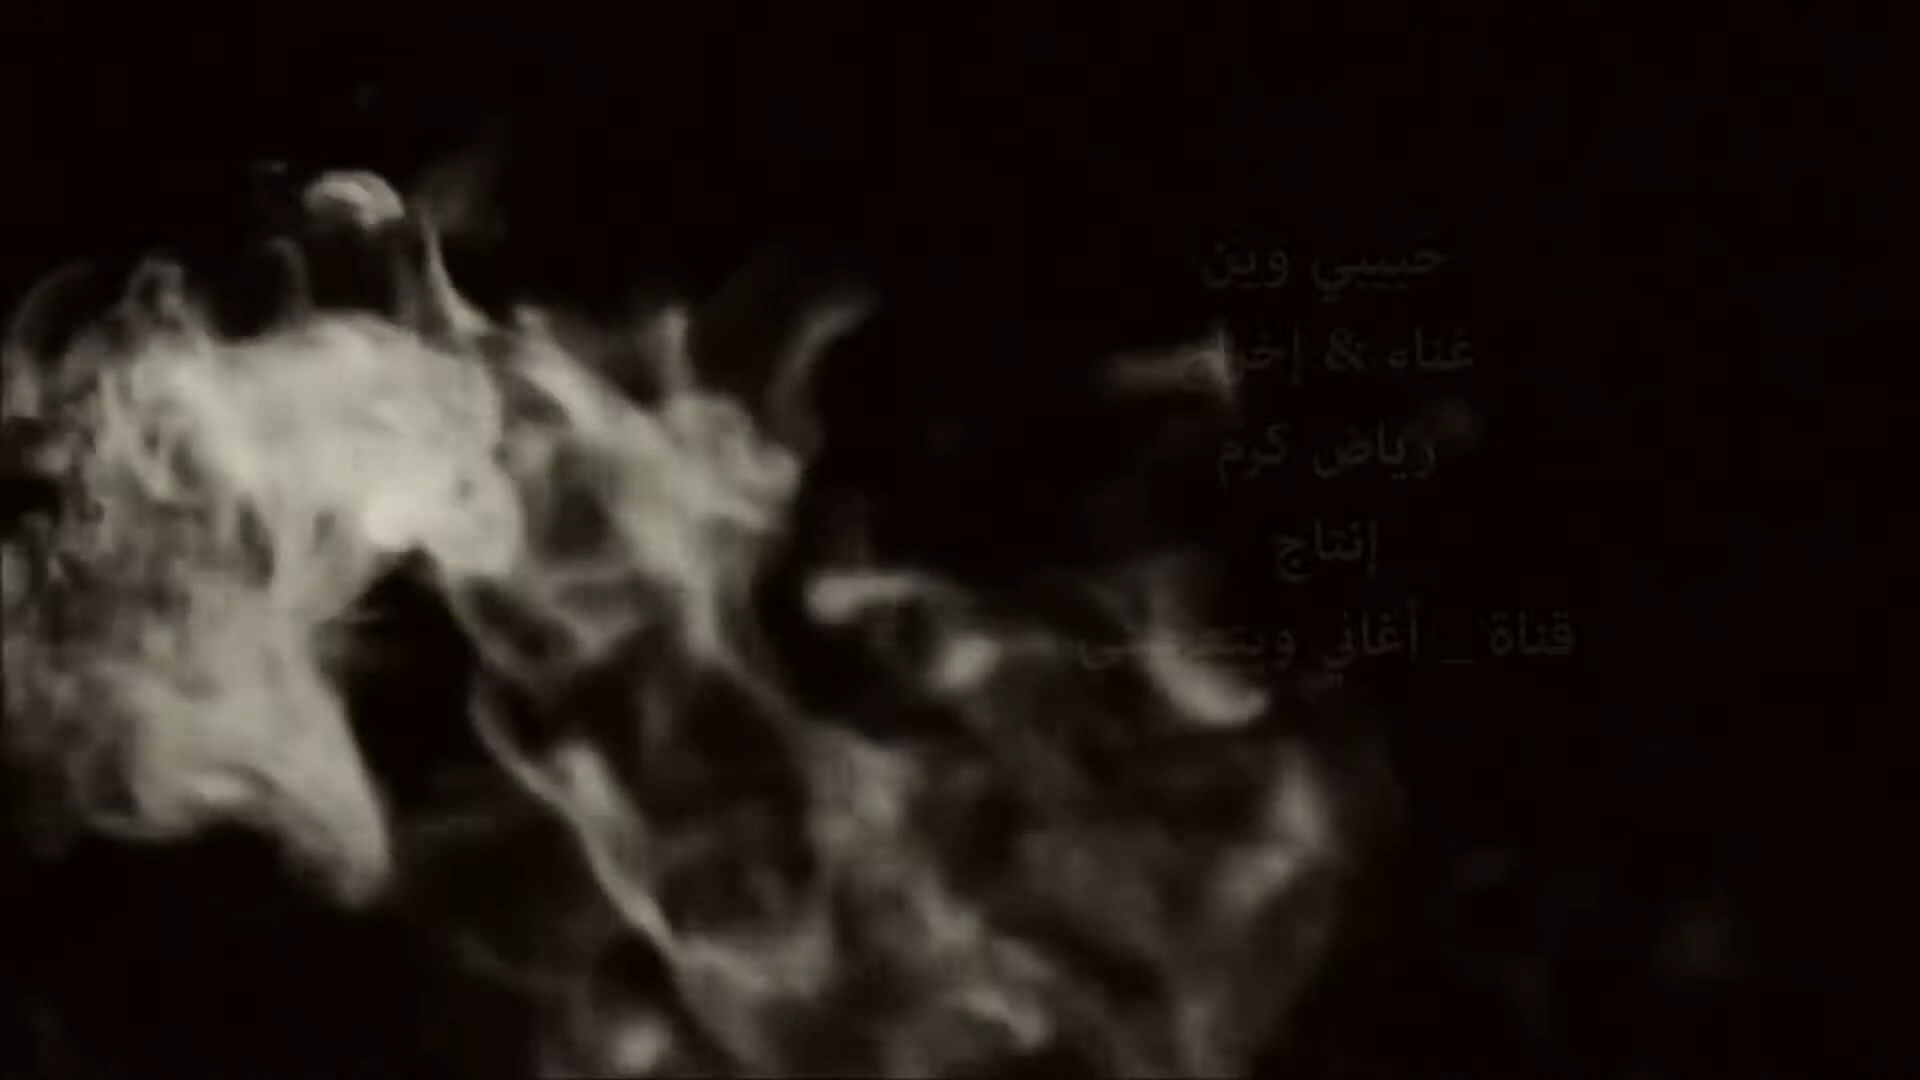 حبيبي وين
غناء & إخراج
رياض كرم
إنتاج
قناة _ أغاني